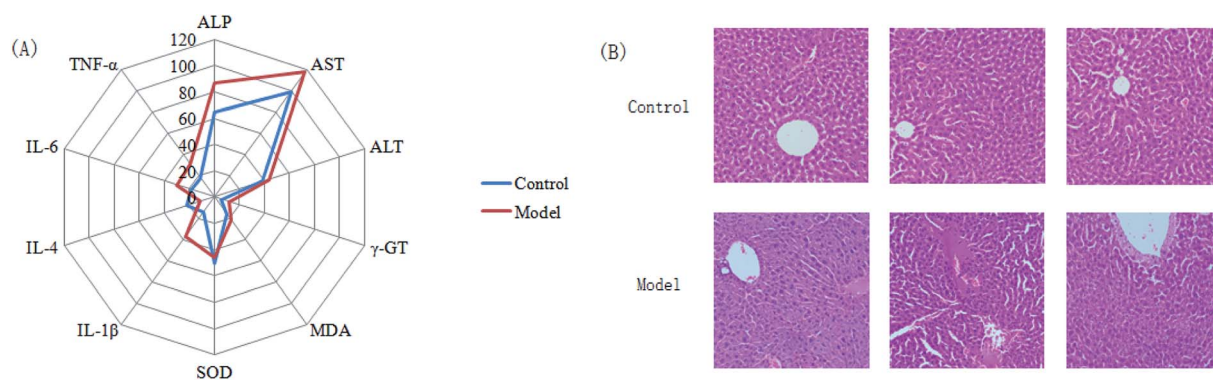 (A)
ALP
120
100
80
60
40
20
0
AST
ALT
γ-GT
MDA
SOD
IL-1β
IL-4
IL-6
TNF-α
Control
Model
(B)
Control
Model